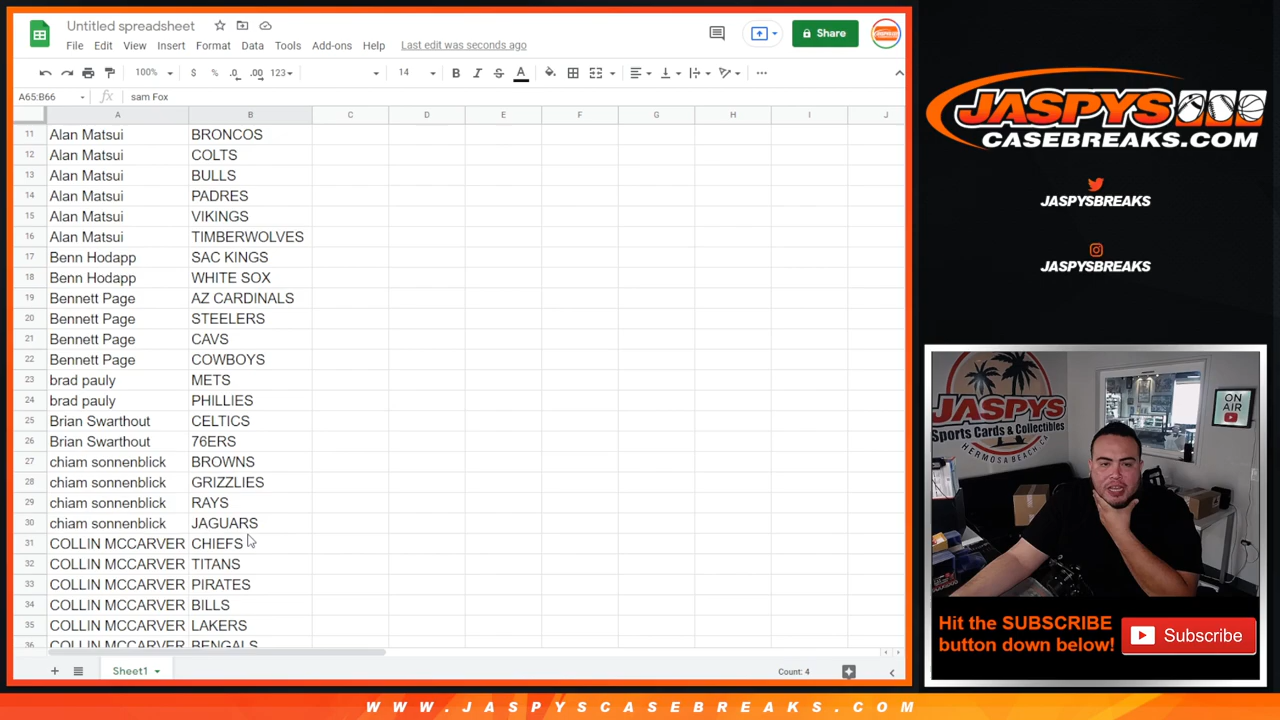 Untitled spreadsheet
File Edit View Insert Format Data Tools Add-ons Help Last edit was seconds ago
Share
100% $ % .0 .00 123 14 B I S A
A65:B66 fx sam Fox
A B C D E F G H I J
11 Alan Matsui BRONCOS
12 Alan Matsui COLTS
13 Alan Matsui BULLS
14 Alan Matsui PADRES
15 Alan Matsui VIKINGS
16 Alan Matsui TIMBERWOLVES
17 Benn Hodapp SAC KINGS
18 Benn Hodapp WHITE SOX
19 Bennett Page AZ CARDINALS
20 Bennett Page STEELERS
21 Bennett Page CAVS
22 Bennett Page COWBOYS
23 brad pauly METS
24 brad pauly PHILLIES
25 Brian Swarthout CELTICS
26 Brian Swarthout 76ERS
27 chiam sonnenblick BROWNS
28 chiam sonnenblick GRIZZLIES
29 chiam sonnenblick RAYS
30 chiam sonnenblick JAGUARS
31 COLLIN MCCARVER CHIEFS
32 COLLIN MCCARVER TITANS
33 COLLIN MCCARVER PIRATES
34 COLLIN MCCARVER BILLS
35 COLLIN MCCARVER LAKERS
36 COLLIN MCCARVER BENGALS
Sheet1 Count: 4
JASPYS
CASEBREAKS.COM
JASPYSBREAKS
JASPYSBREAKS
JASPYS
Sports Cards & Collectibles
HERMOSA BEACH CA
ON
AIR
Hit the SUBSCRIBE
button down below!
Subscribe
WWW.JASPYSCASEBREAKS.COM